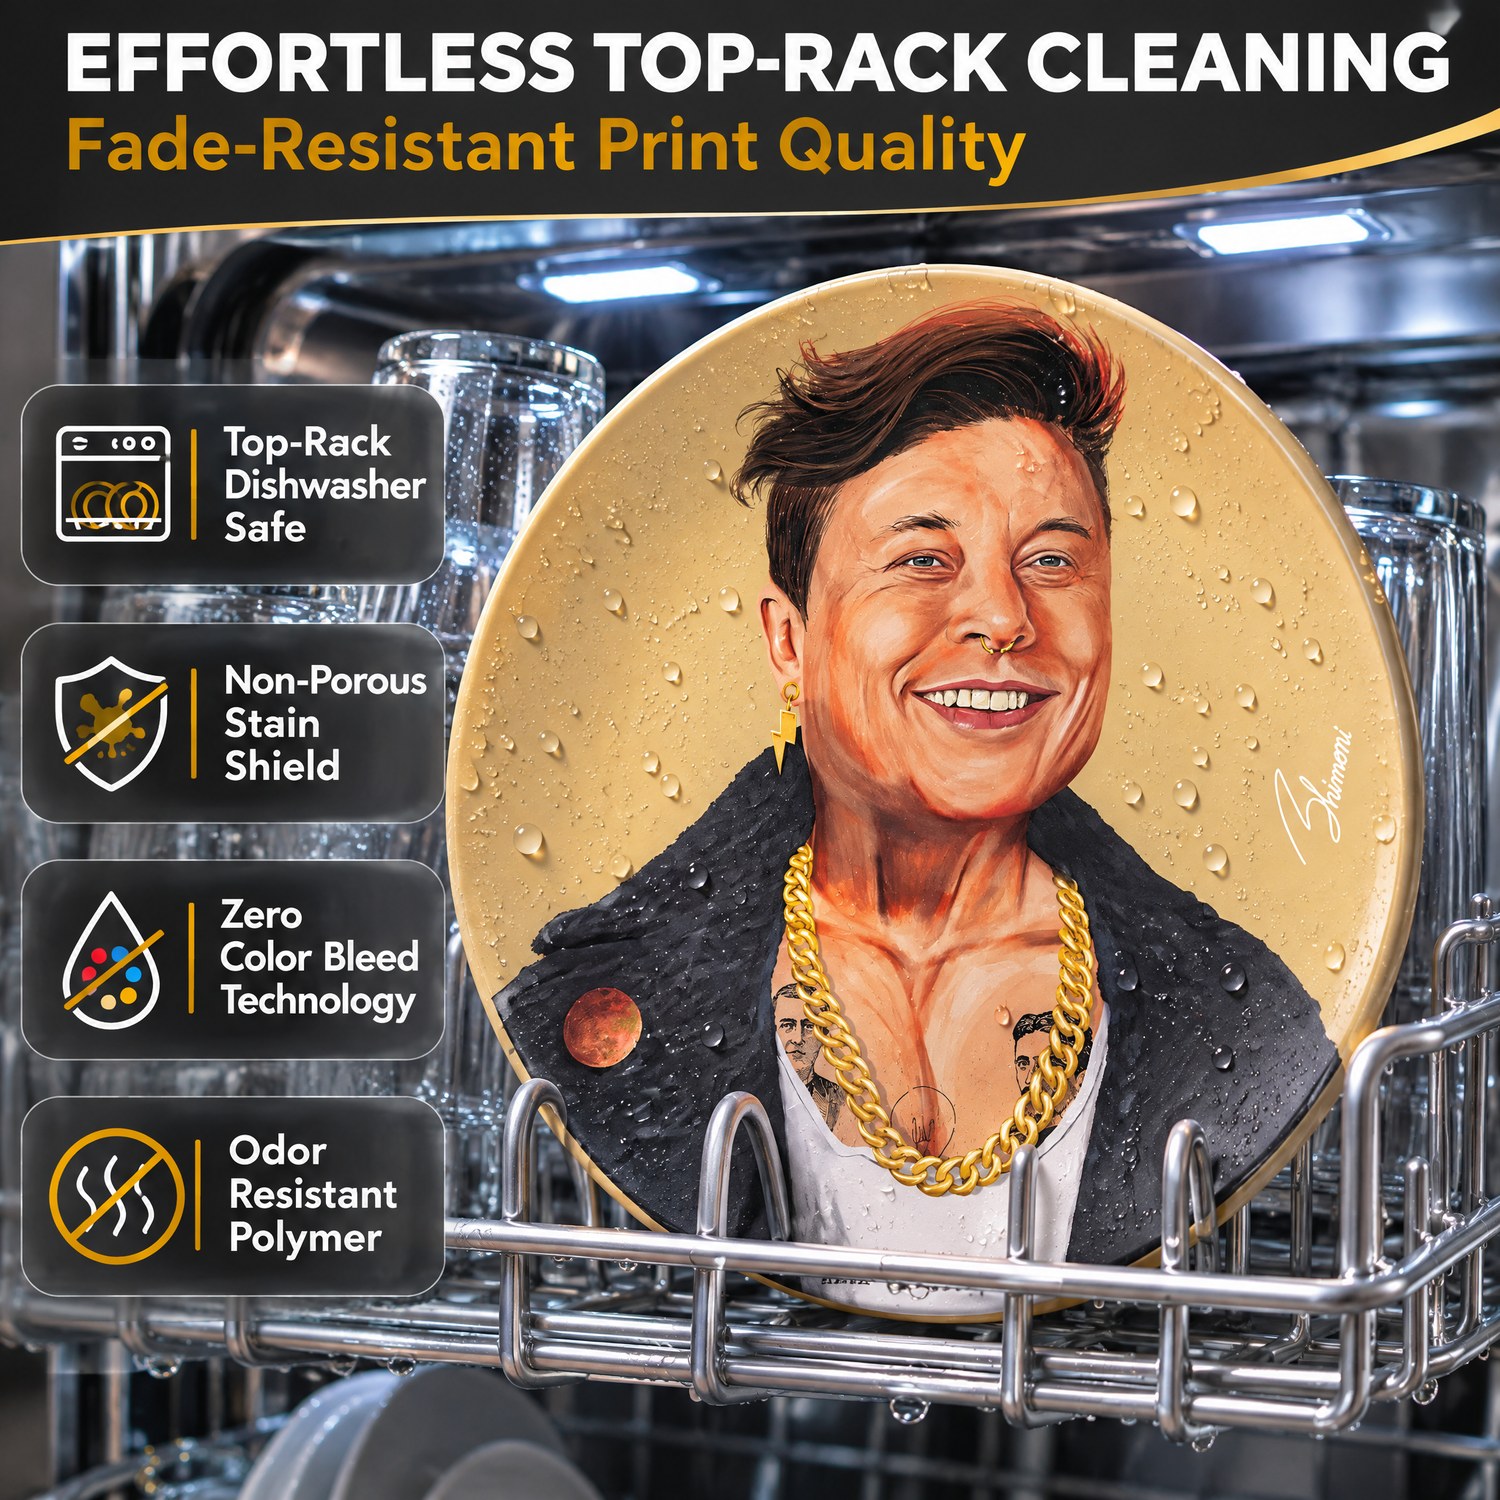 EFFORTLESS TOP-RACK CLEANING
Fade-Resistant Print Quality
Top-Rack
Dishwasher
Safe
Non-Porous
Stain
Shield
Zero
Color Bleed
Technology
Odor
Resistant
Polymer
Shimoni